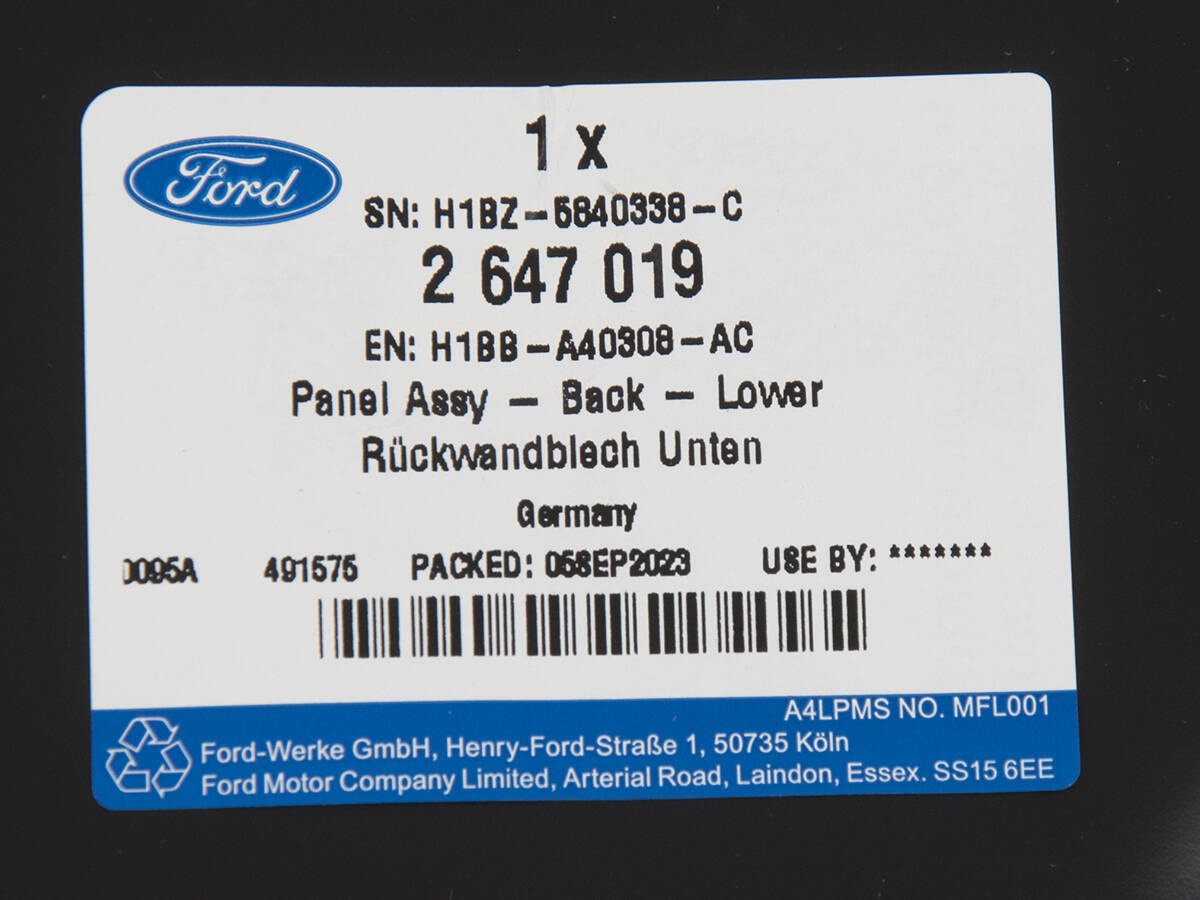 Ford
1 x
SN: H1BZ-5840338-C
2 647 019
EN: H1BB-A40308-AC
Panel Assy - Back - Lower
Rückwandblech Unten
Germany
0095A 491575 PACKED: 05SEP2023 USE BY: *******
A4LPMS NO. MFL001
Ford-Werke GmbH, Henry-Ford-Straße 1, 50735 Köln
Ford Motor Company Limited, Arterial Road, Laindon, Essex. SS15 6EE